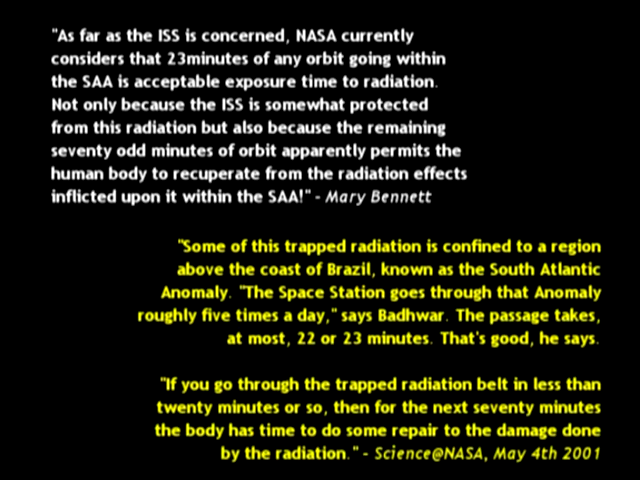 "As far as the ISS is concerned, NASA currently
considers that 23minutes of any orbit going within
the SAA is acceptable exposure time to radiation.
Not only because the ISS is somewhat protected
from this radiation but also because the remaining
seventy odd minutes of orbit apparently permits the
human body to recuperate from the radiation effects
inflicted upon it within the SAA!" - Mary Bennett
"Some of this trapped radiation is confined to a region
above the coast of Brazil, known as the South Atlantic
Anomaly. "The Space Station goes through that Anomaly
roughly five times a day," says Badhwar. The passage takes,
at most, 22 or 23 minutes. That's good, he says.
"If you go through the trapped radiation belt in less than
twenty minutes or so, then for the next seventy minutes
the body has time to do some repair to the damage done
by the radiation." - Science@NASA, May 4th 2001